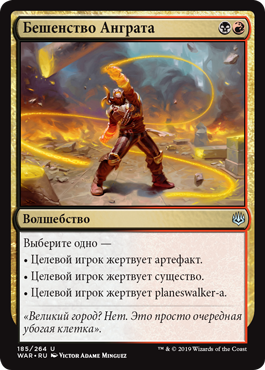 Бешенство Анграта
Волшебство
Выберите одно —
• Целевой игрок жертвует артефакт.
• Целевой игрок жертвует существо.
• Целевой игрок жертвует planeswalker-а.
«Великий город? Нет. Это просто очередная
убогая клетка».
185/264 U
WAR • RU Victor Adame Minguez
™ & © 2019 Wizards of the Coast